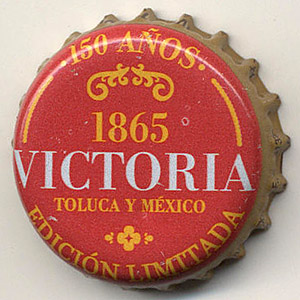 ·150 AÑOS·
1865
VICTORIA
TOLUCA Y MÉXICO
EDICIÓN LIMITADA